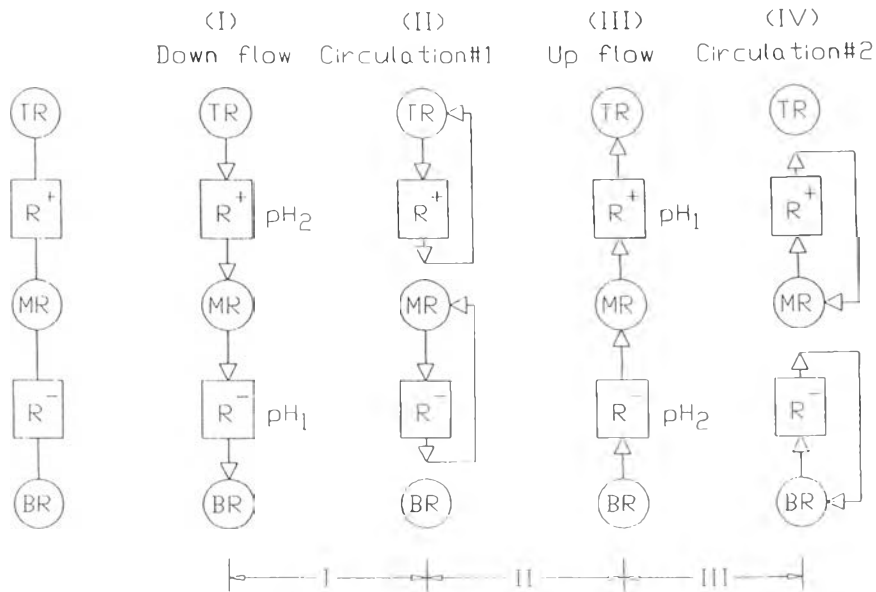 (I) (II) (III) (IV)
Down flow Circulation#1 Up flow Circulation#2
TR TR TR TR TR
R+ R+ pH2 R+ R+ pH1 R+
MR MR MR MR MR
R- R- pH1 R- R- pH2 R-
BR BR BR BR BR
I II III